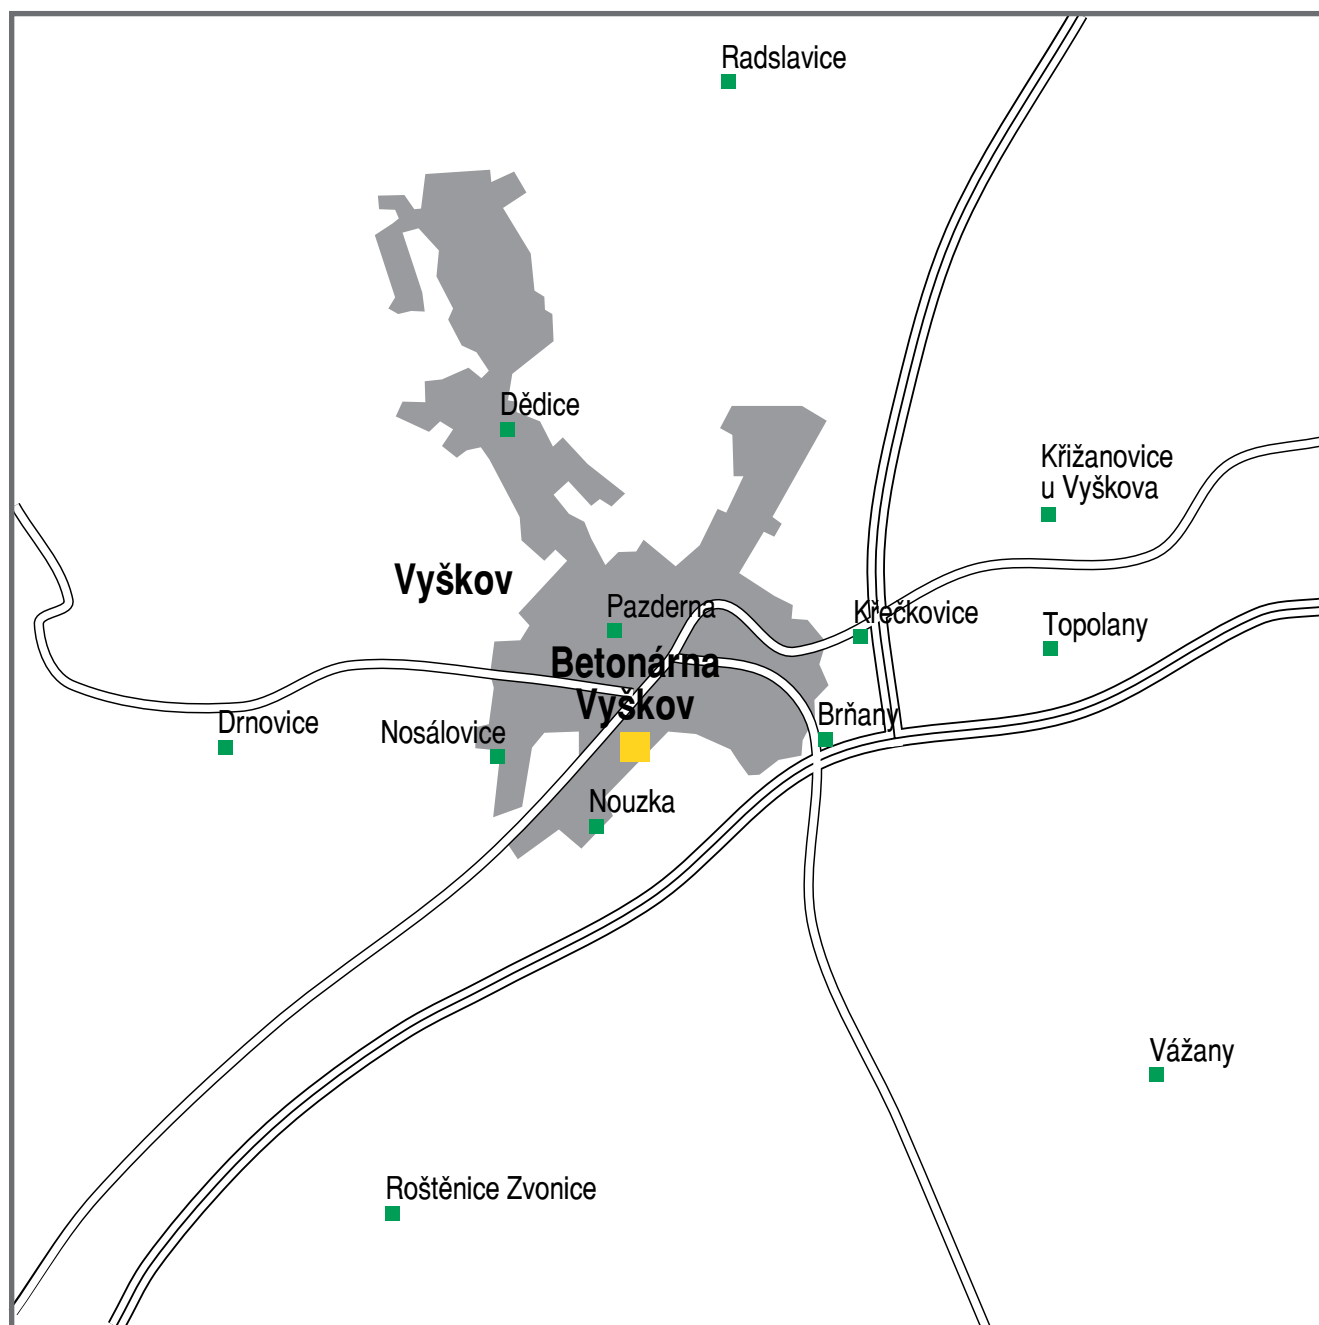 Radslavice
Dědice
Křižanovice
u Vyškova
Vyškov
Pazderna
Křečkovice
Topolany
Betonárna
Vyškov
Drnovice
Nosálovice
Brňany
Nouzka
Vážany
Roštěnice Zvonice